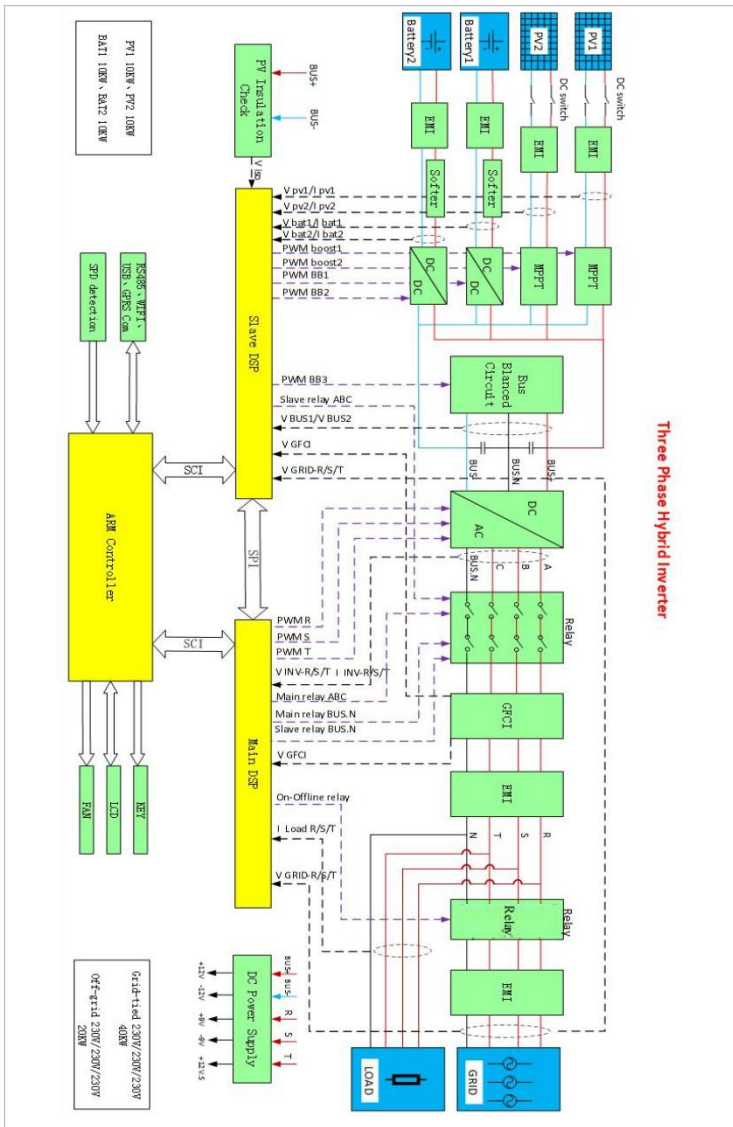 Three Phase Hybrid Inverter
PV1 10KW、PV2 10KW
BAT1 10KW、BAT2 10KW
Battery2
Battery1
PV2
PV1
DC switch
DC switch
EMI
EMI
EMI
EMI
Softer
Softer
DC
DC
DC
DC
MPPT
MPPT
BUS+
BUS-
PV Insulation
Check
V iso
V pv1/I pv1
V pv2/I pv2
V bat1/I bat1
V bat2/I bat2
PWM boost1
PWM boost2
PWM BB1
PWM BB2
Slave DSP
PWM BB3
Slave relay ABC
V BUS1/V BUS2
V GFCI
V GRID-R/S/T
Bus
Blanced
Circuit
BUS-
BUS.N
BUS+
DC
AC
BUS.N
C
B
A
Relay
GFCI
EMI
N
T
S
R
Relay
Relay
EMI
LOAD
GRID
SPD detection
RS485、WIFI、
USB、GPRS Com
ARM Controller
SCI
SPI
SCI
FAN
LCD
KEY
Main DSP
PWM R
PWM S
PWM T
V INV-R/S/T
I INV-R/S/T
Main relay ABC
Main relay BUS.N
Slave relay BUS.N
V GFCI
On-Offline relay
I Load R/S/T
V GRID-R/S/T
DC Power Supply
BUS+
BUS-
R
S
T
+12V
-12V
+9V
-9V
+12V.S
Grid-tied 230V/230V/230V
40KW
Off-grid 230V/230V/230V
20KW